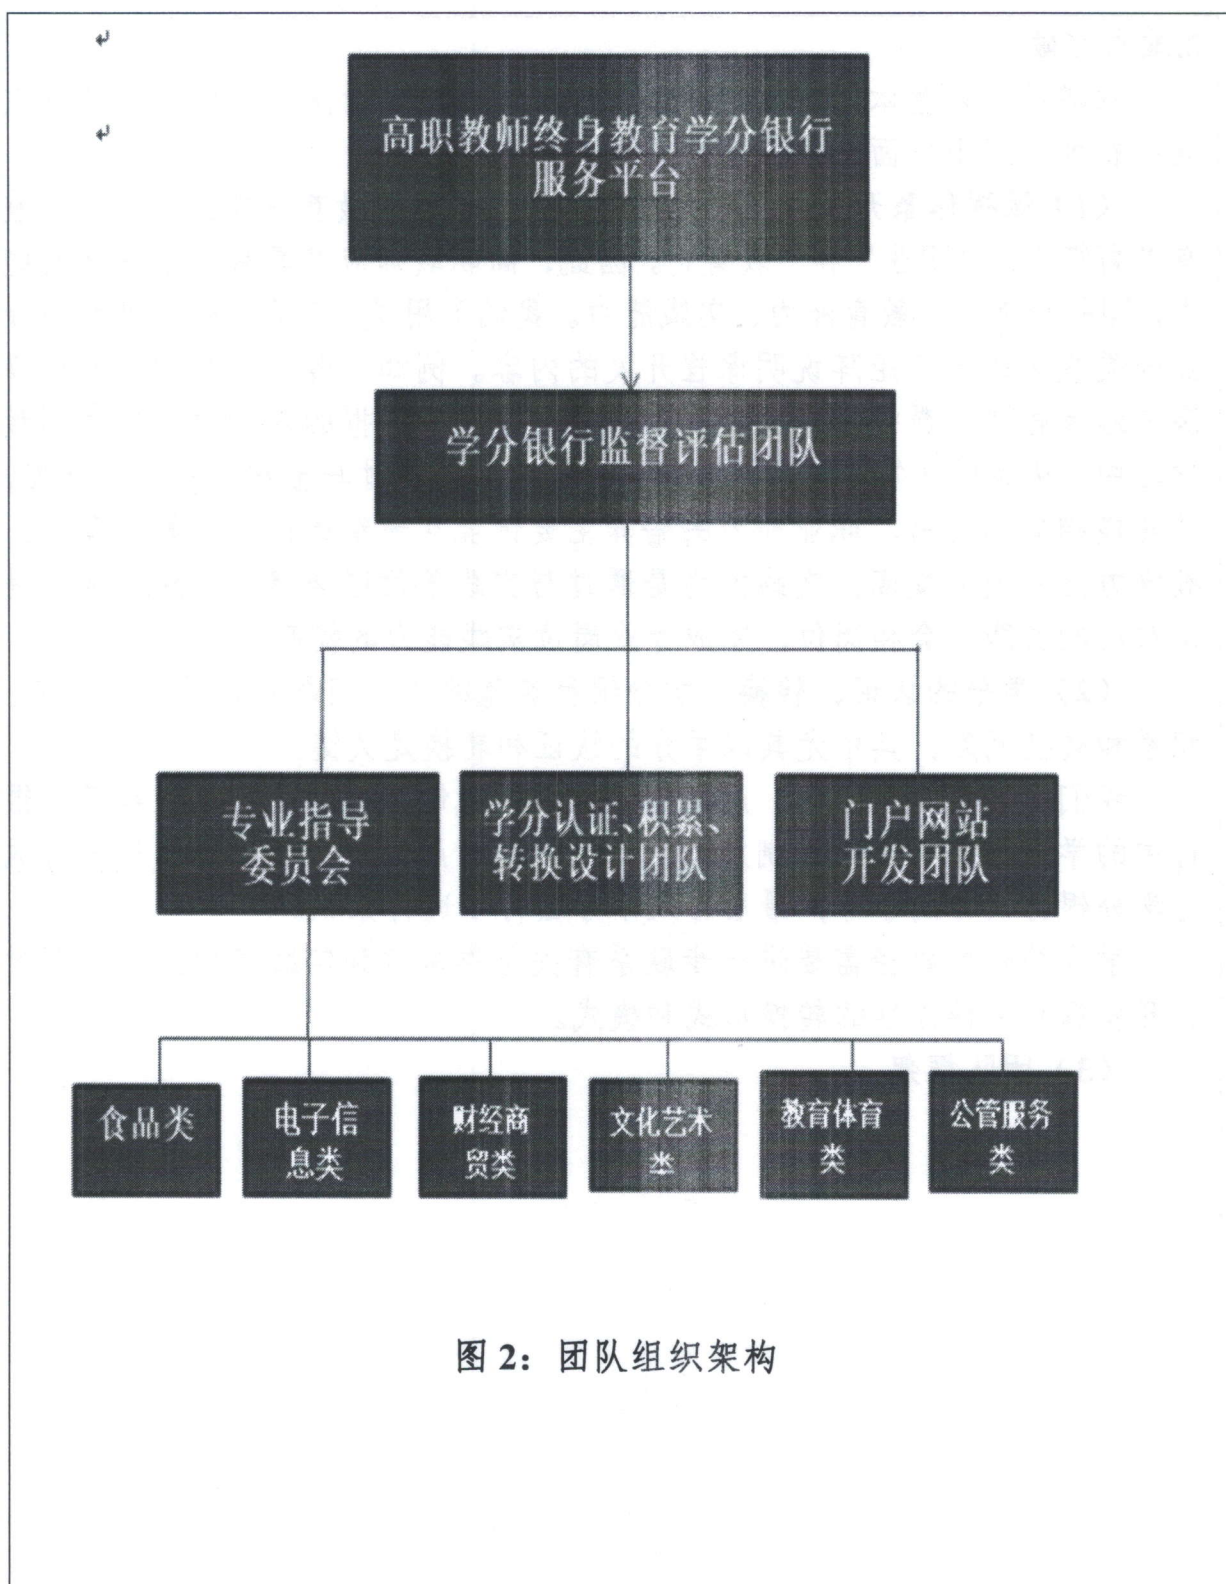 高职教师终身教育学分银行
服务平台
学分银行监督评估团队
专业指导
委员会
学分认证、积累、
转换设计团队
门户网站
开发团队
食品类
电子信
息类
财经商
贸类
文化艺术
类
教育体育
类
公管服务
类
图 2：团队组织架构